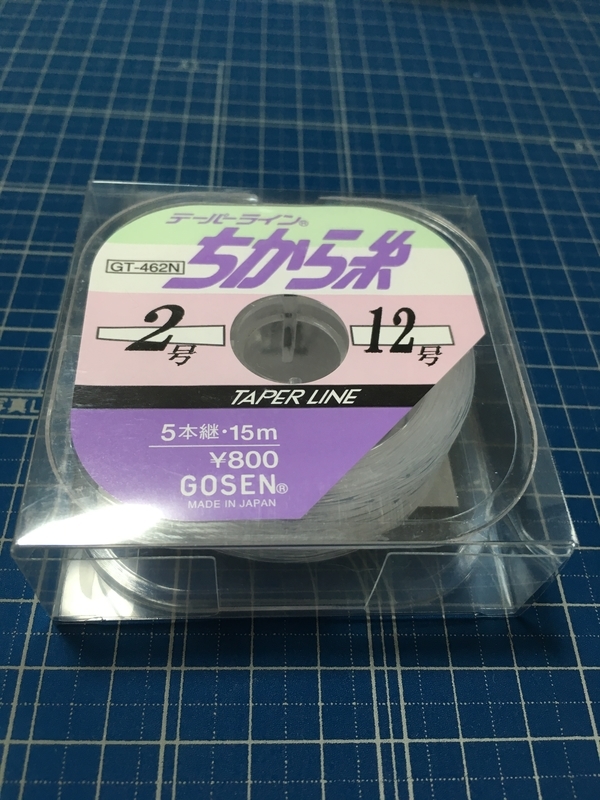 テーパーライン®
ちから糸
GT-462N
2号
12号
TAPER LINE
5本継・15m
¥800
GOSEN®
MADE IN JAPAN